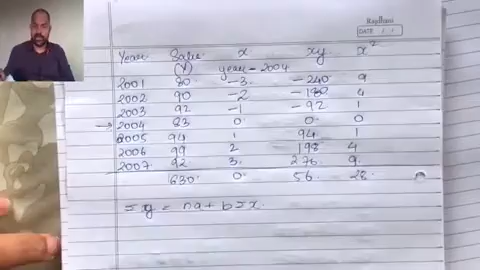 Rajdhani
DATE / /
Year Sales x xy x²
(Y) year - 2004
2001 80 -3 -240 9
2002 90 -2 -180 4
2003 92 -1 -92 1
→ 2004 83 0 0 0
2005 94 1 94 1
2006 99 2 198 4
2007 92 3 276 9
630 0 56 28
= y = na + b Σx